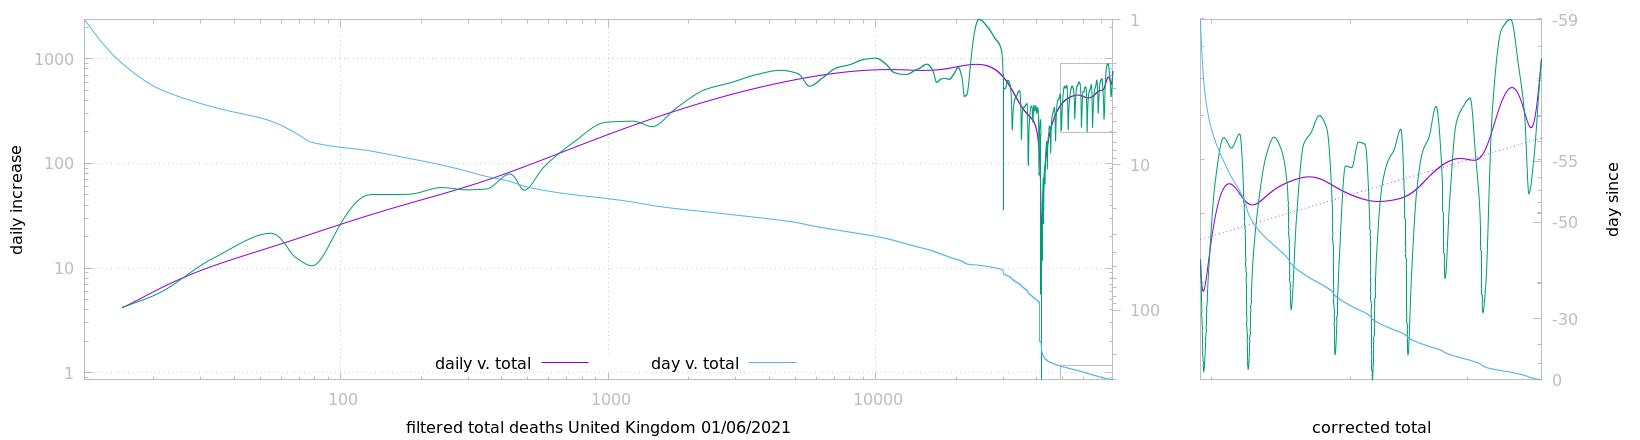 1000
100
10
1
daily increase
daily v. total
day v. total
100
1000
10000
filtered total deaths United Kingdom 01/06/2021
1
10
100
-59
-55
-50
-30
0
day since
corrected total